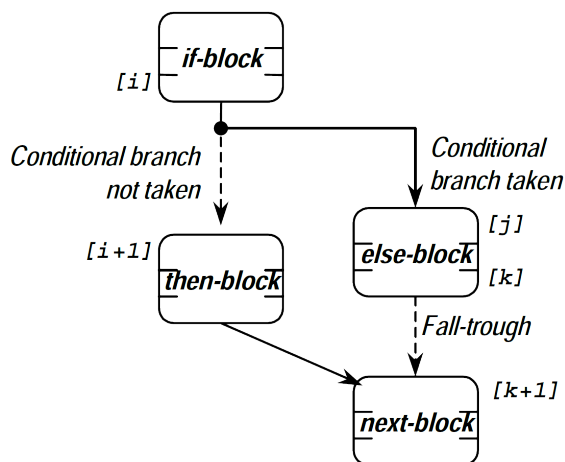 if-block
[i]
Conditional branch
not taken
Conditional
branch taken
[j]
[i+1]
else-block
then-block
[k]
Fall-trough
[k+1]
next-block